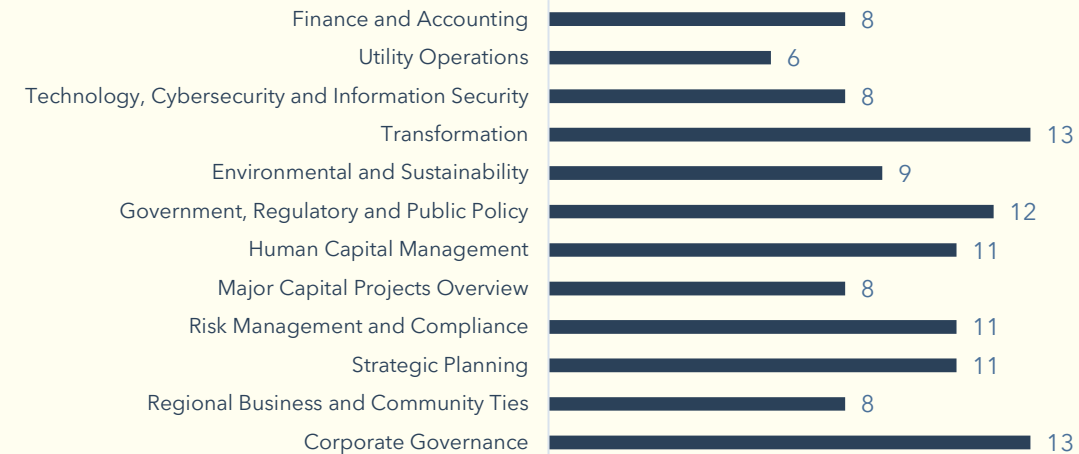 Finance and Accounting 8
Utility Operations 6
Technology, Cybersecurity and Information Security 8
Transformation 13
Environmental and Sustainability 9
Government, Regulatory and Public Policy 12
Human Capital Management 11
Major Capital Projects Overview 8
Risk Management and Compliance 11
Strategic Planning 11
Regional Business and Community Ties 8
Corporate Governance 13